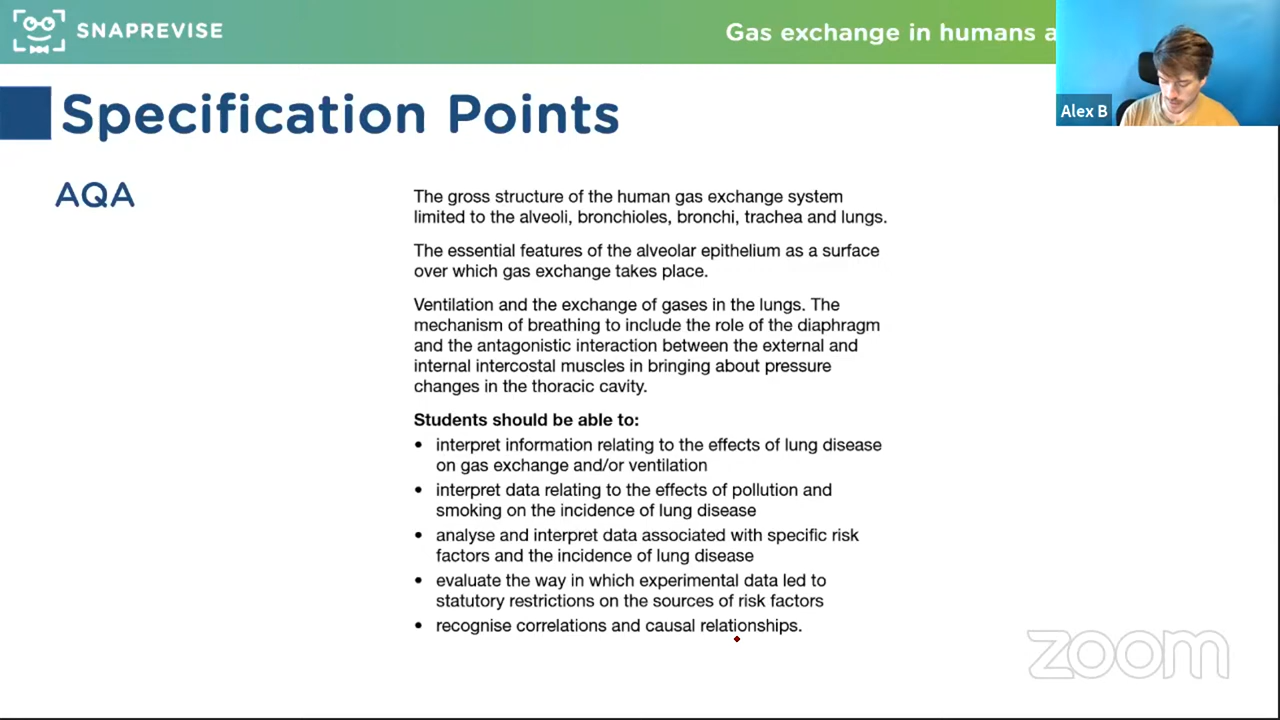 SNAPREVISE
Gas exchange in humans a
Alex B
Specification Points
AQA
The gross structure of the human gas exchange system
limited to the alveoli, bronchioles, bronchi, trachea and lungs.
The essential features of the alveolar epithelium as a surface
over which gas exchange takes place.
Ventilation and the exchange of gases in the lungs. The
mechanism of breathing to include the role of the diaphragm
and the antagonistic interaction between the external and
internal intercostal muscles in bringing about pressure
changes in the thoracic cavity.
Students should be able to:
• interpret information relating to the effects of lung disease
on gas exchange and/or ventilation
• interpret data relating to the effects of pollution and
smoking on the incidence of lung disease
• analyse and interpret data associated with specific risk
factors and the incidence of lung disease
• evaluate the way in which experimental data led to
statutory restrictions on the sources of risk factors
• recognise correlations and causal relationships.
zoom